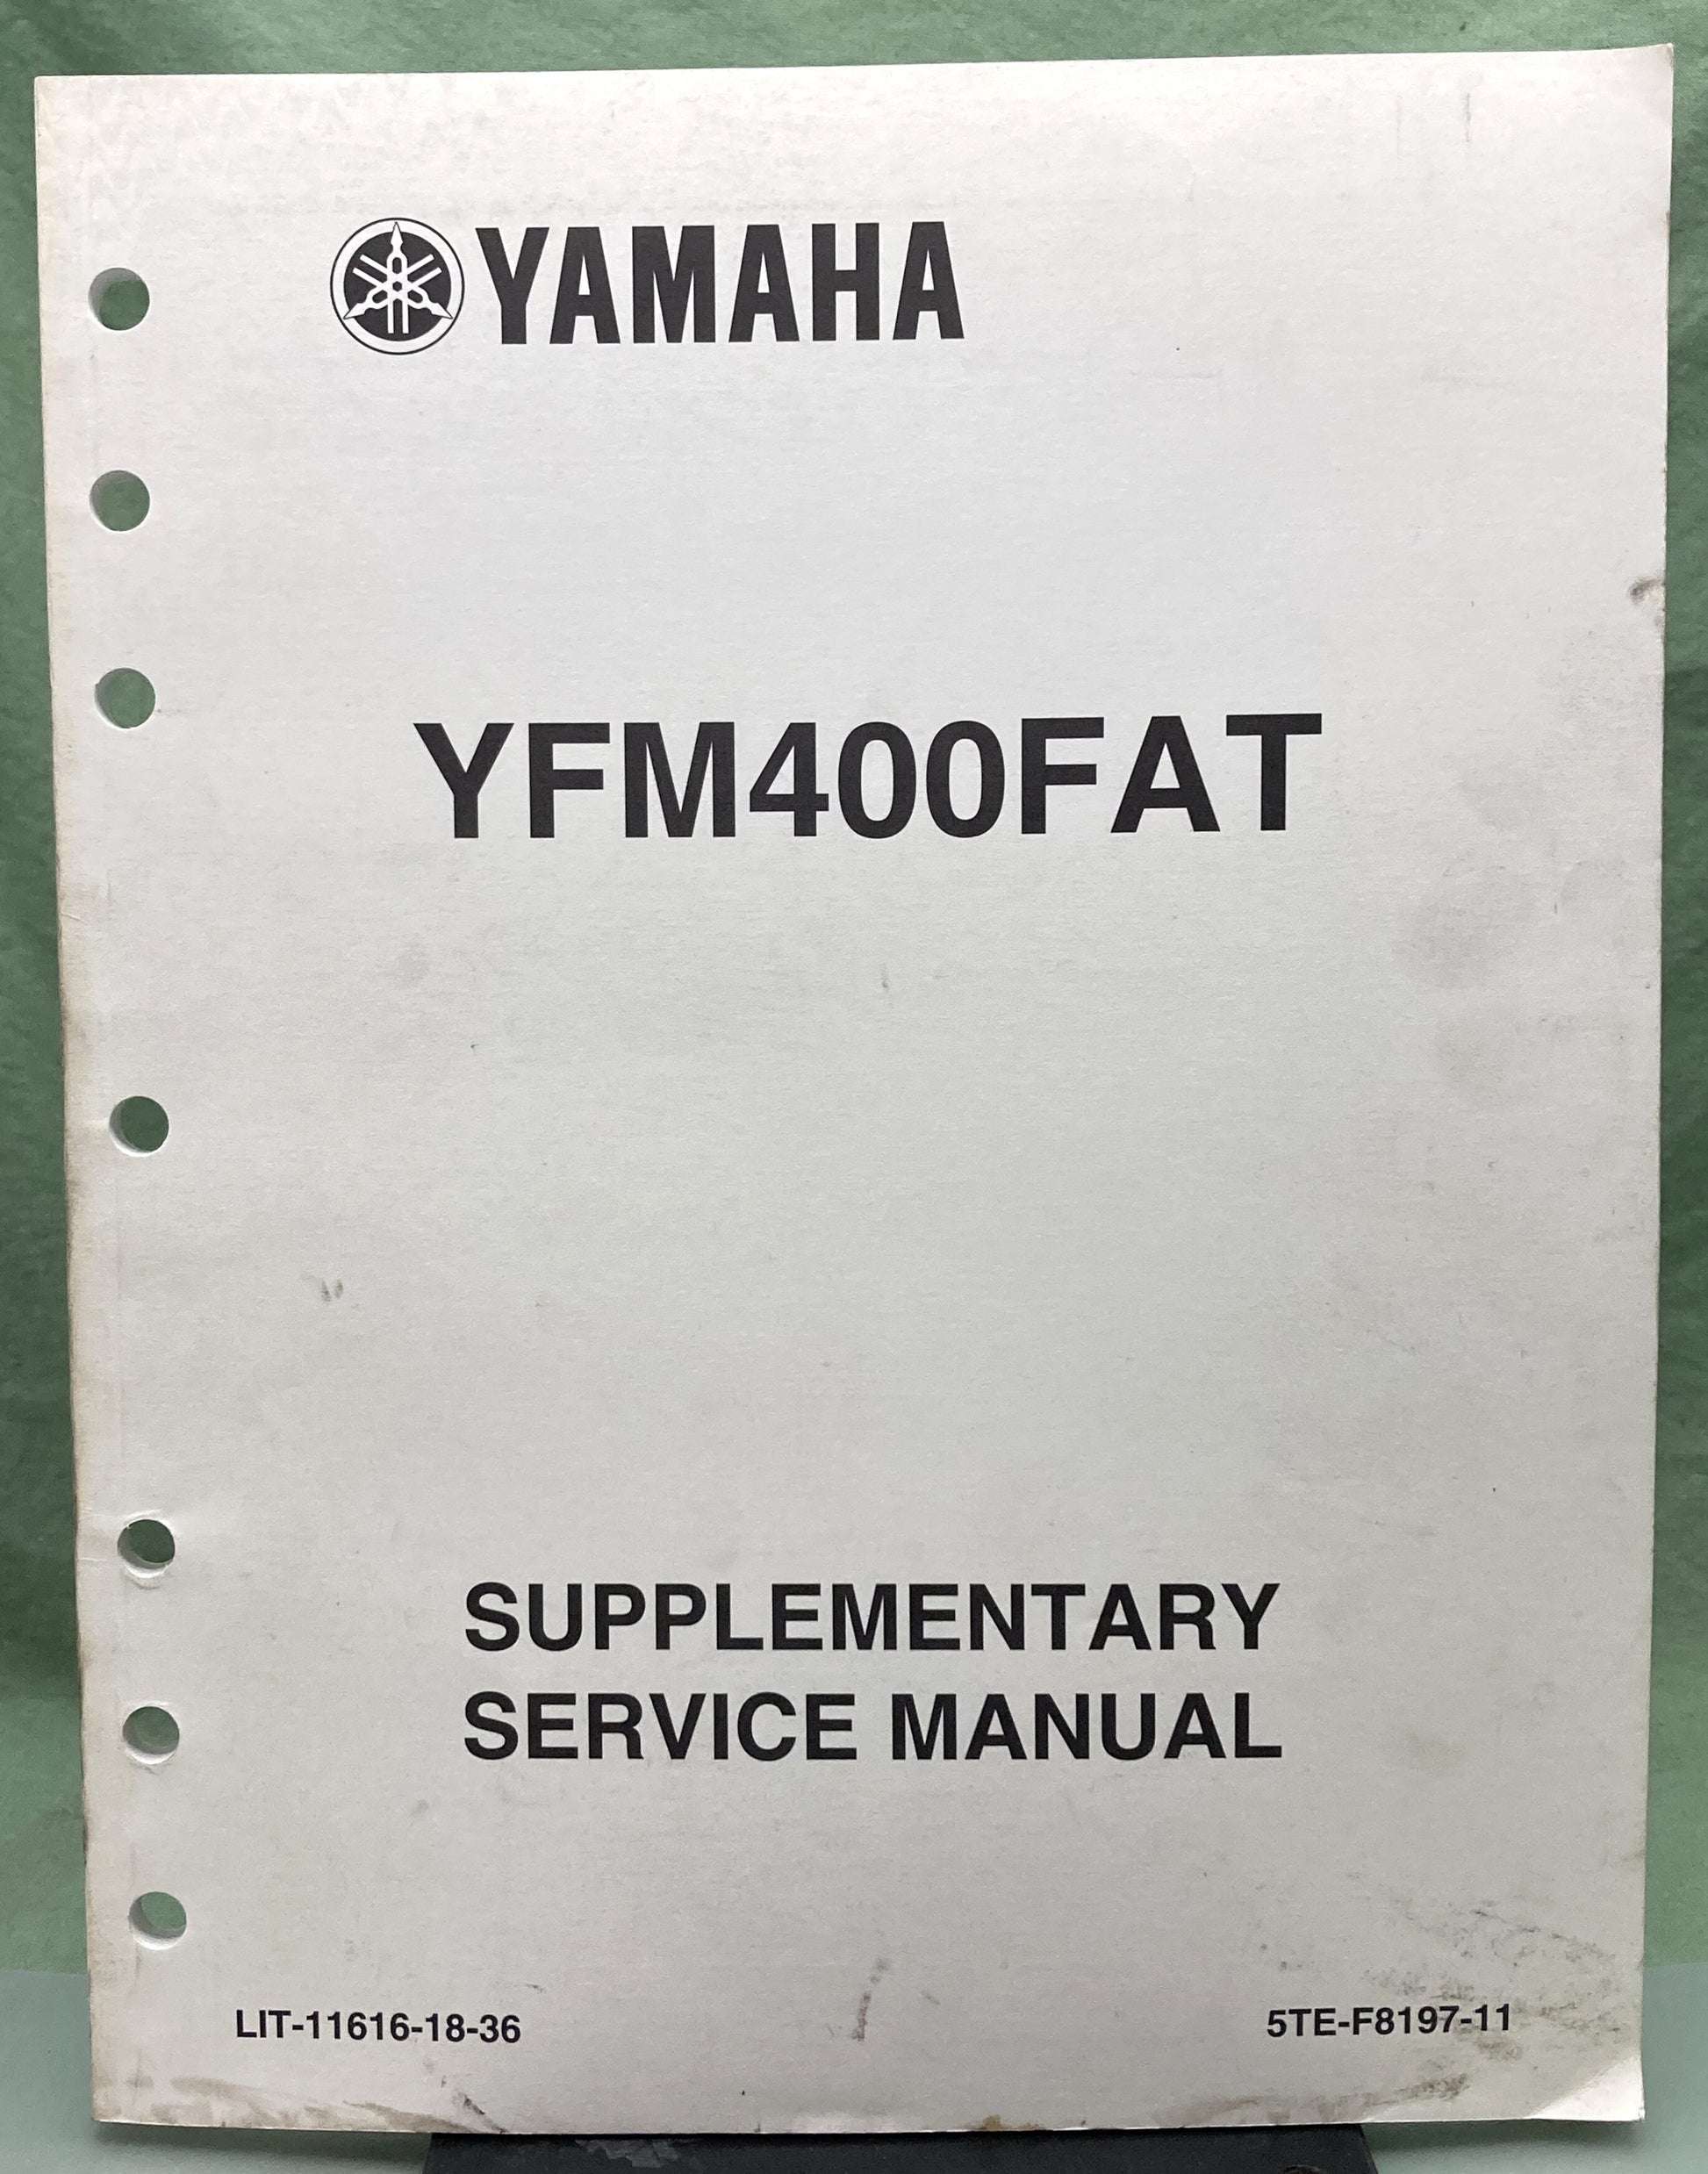 YAMAHA
YFM400FAT
SUPPLEMENTARY
SERVICE MANUAL
LIT-11616-18-36
5TE-F8197-11